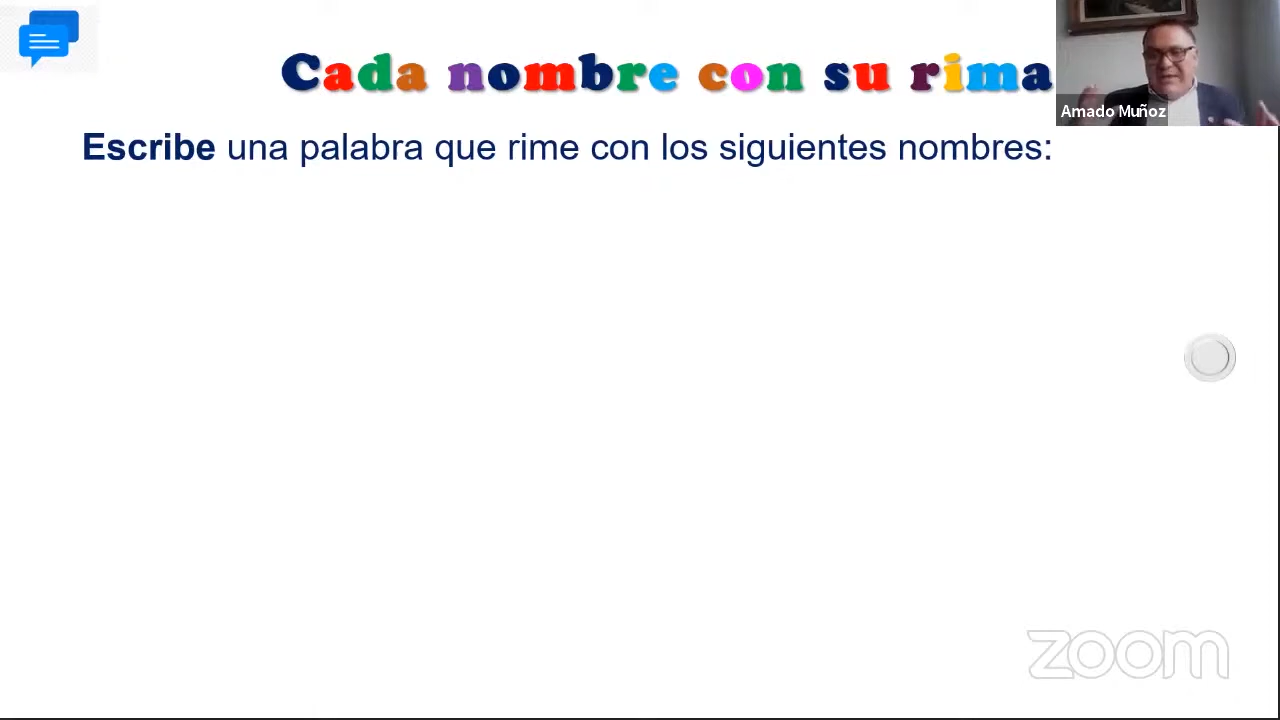 Cada nombre con su rima
Amado Muñoz
Escribe una palabra que rime con los siguientes nombres:
zoom